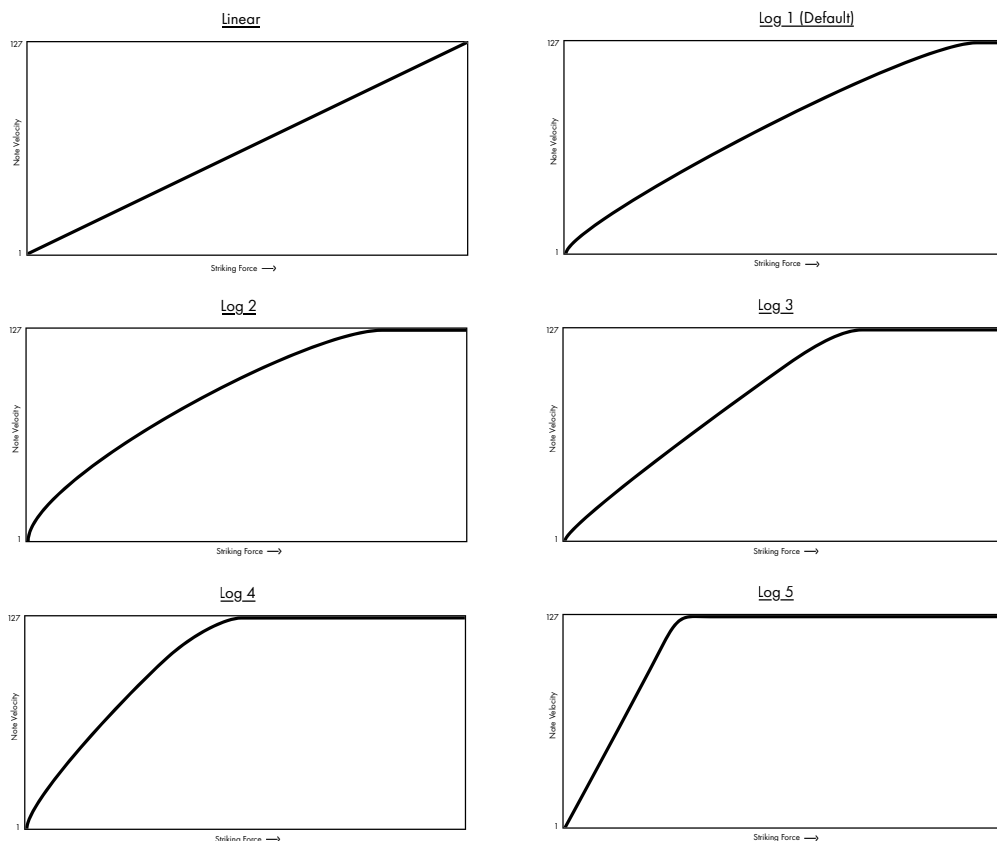 Linear
127
Note Velocity
1
Striking Force →
Log 1 (Default)
127
Note Velocity
1
Striking Force →
Log 2
127
Note Velocity
1
Striking Force →
Log 3
127
Note Velocity
1
Striking Force →
Log 4
127
Note Velocity
1
Striking Force →
Log 5
127
Note Velocity
1
Striking Force →